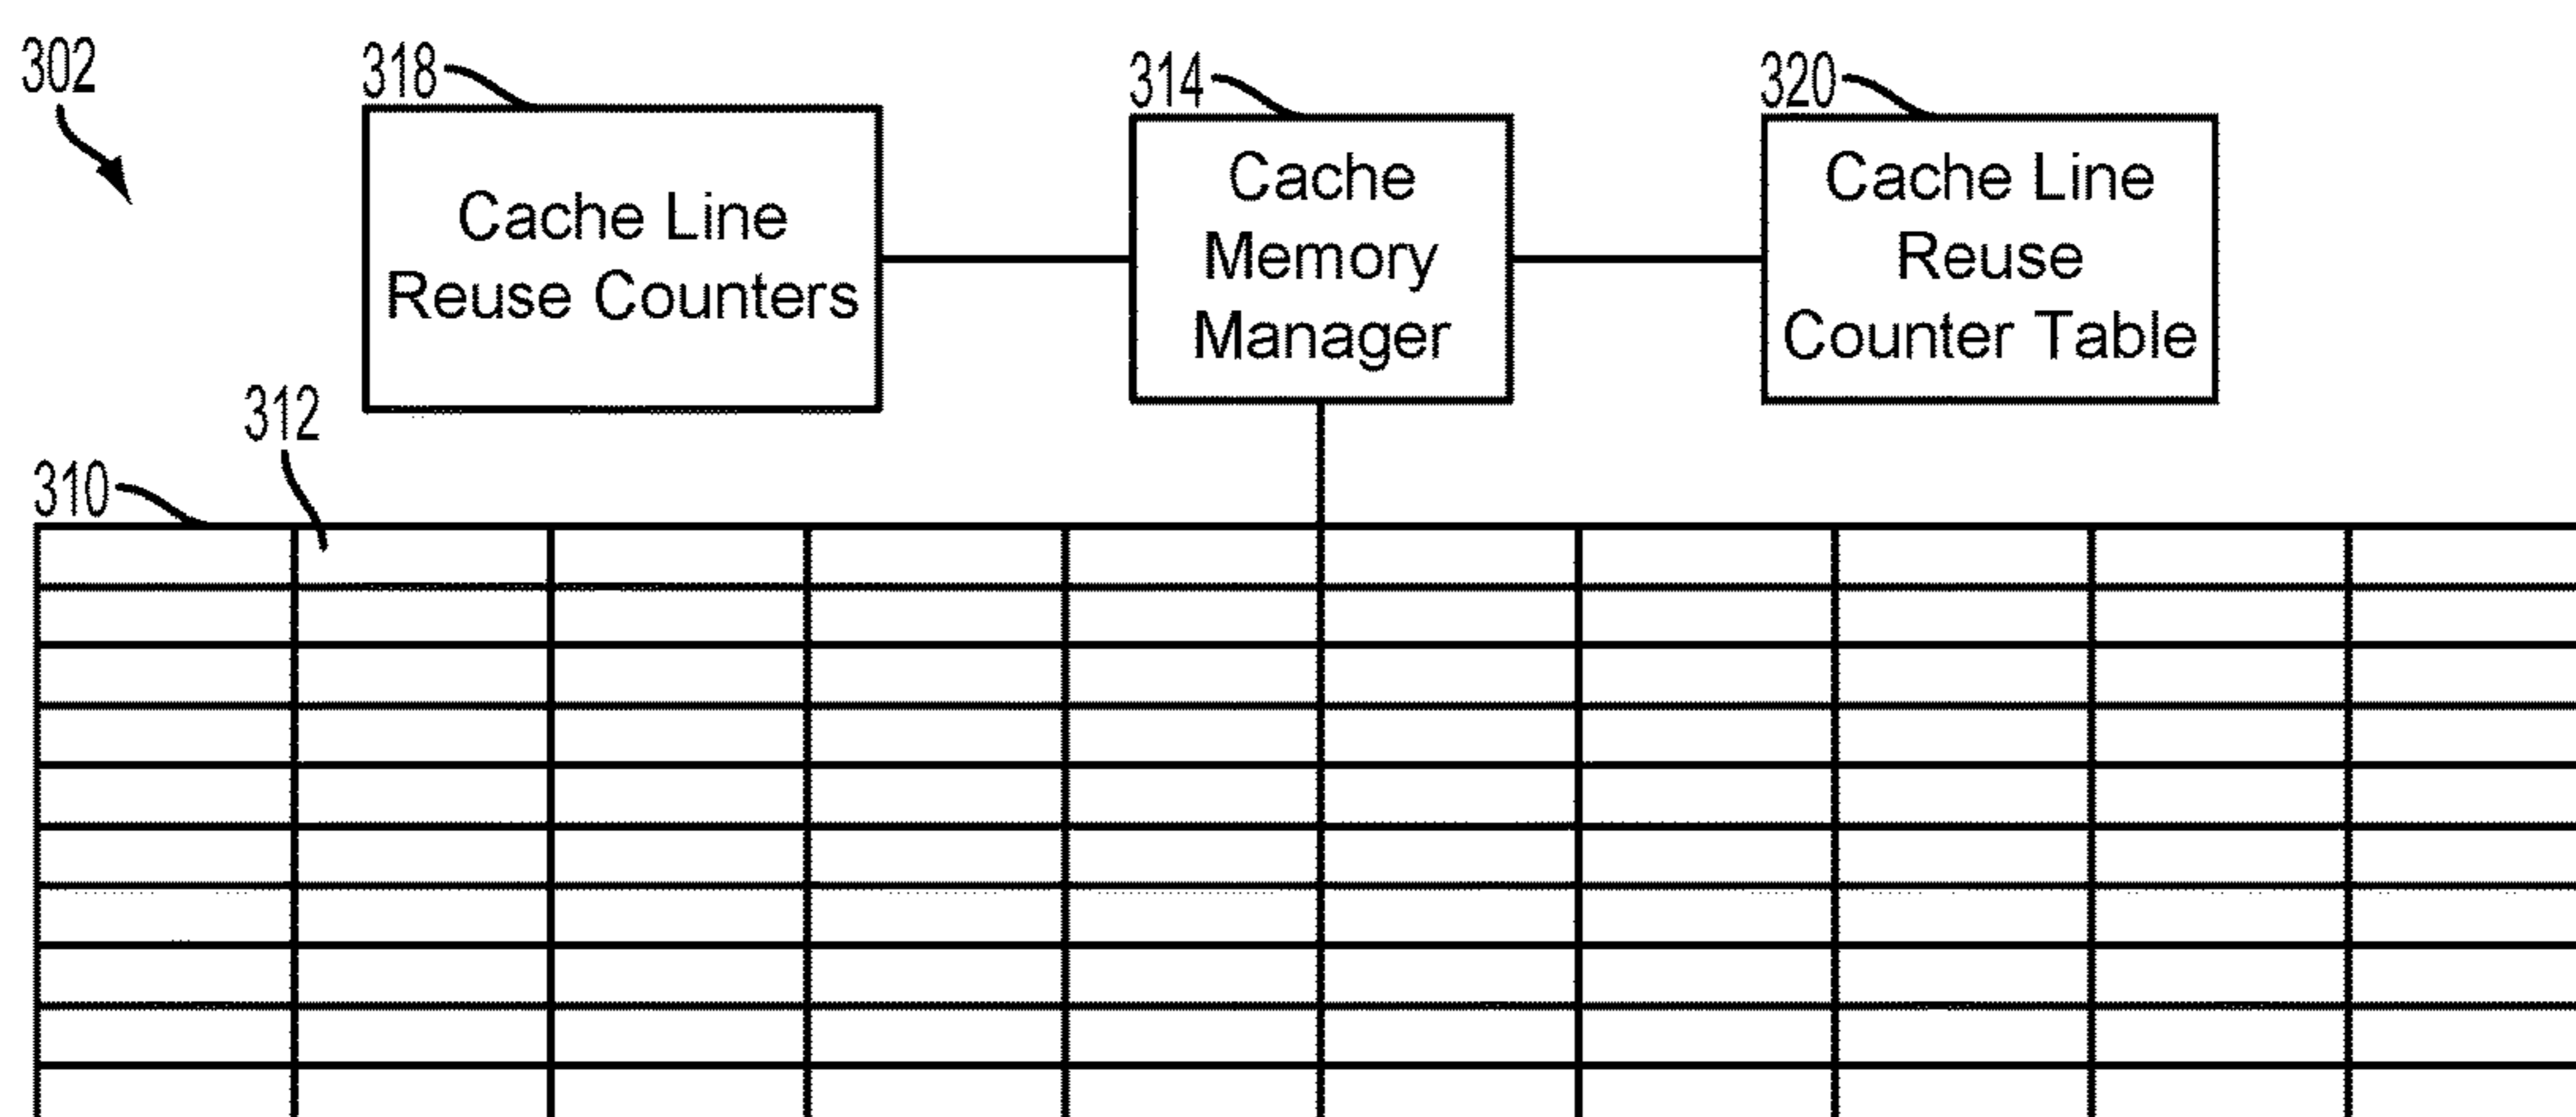 302
318
314
320
Cache Line
Reuse Counters
Cache
Memory
Manager
Cache Line
Reuse
Counter Table
312
310